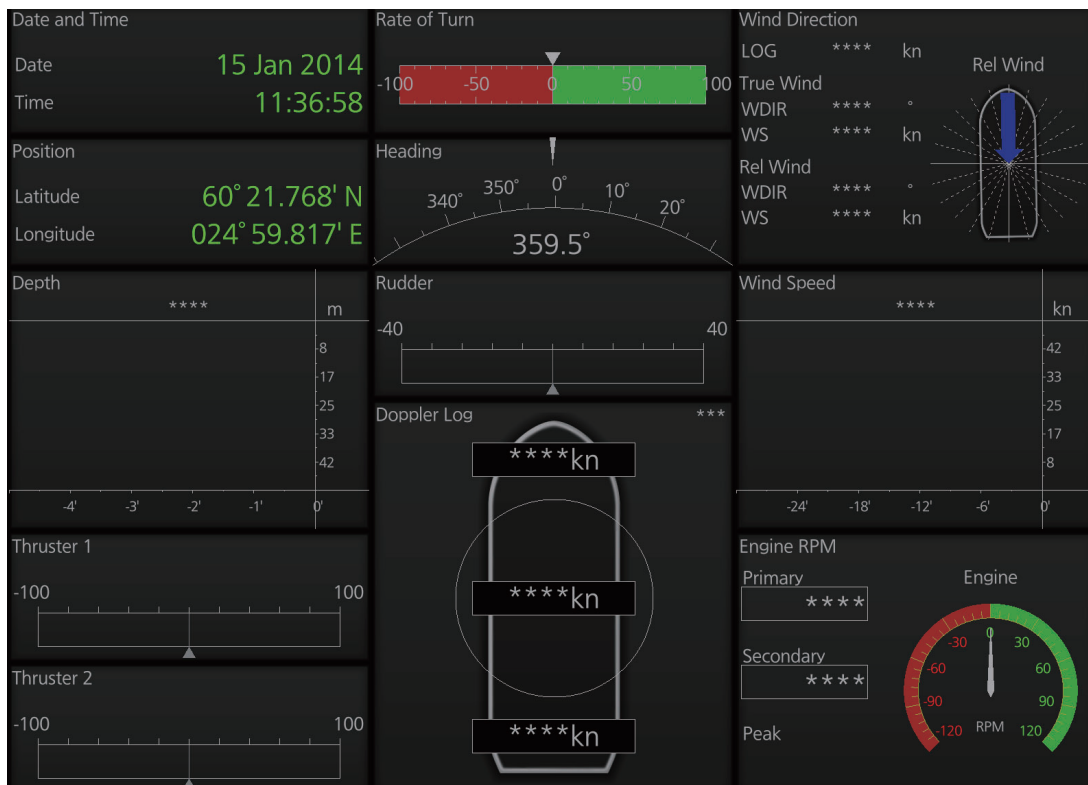 Date and Time
Date 15 Jan 2014
Time 11:36:58
Position
Latitude 60° 21.768' N
Longitude 024° 59.817' E
Depth
**** m
8
17
25
33
42
-4' -3' -2' -1' 0'
Thruster 1
-100 100
Thruster 2
-100 100
Rate of Turn
-100 -50 0 50 100
Heading
340° 350° 0° 10° 20°
359.5°
Rudder
-40 40
Doppler Log ***
****kn
****kn
****kn
Wind Direction
LOG **** kn
True Wind
WDIR **** °
WS **** kn
Rel Wind
WDIR **** °
WS **** kn
Rel Wind
Wind Speed
**** kn
42
33
25
17
8
-24' -18' -12' -6' 0'
Engine RPM
Primary
****
Secondary
****
Peak
Engine
-120 -90 -60 -30 0 30 60 90 120
RPM